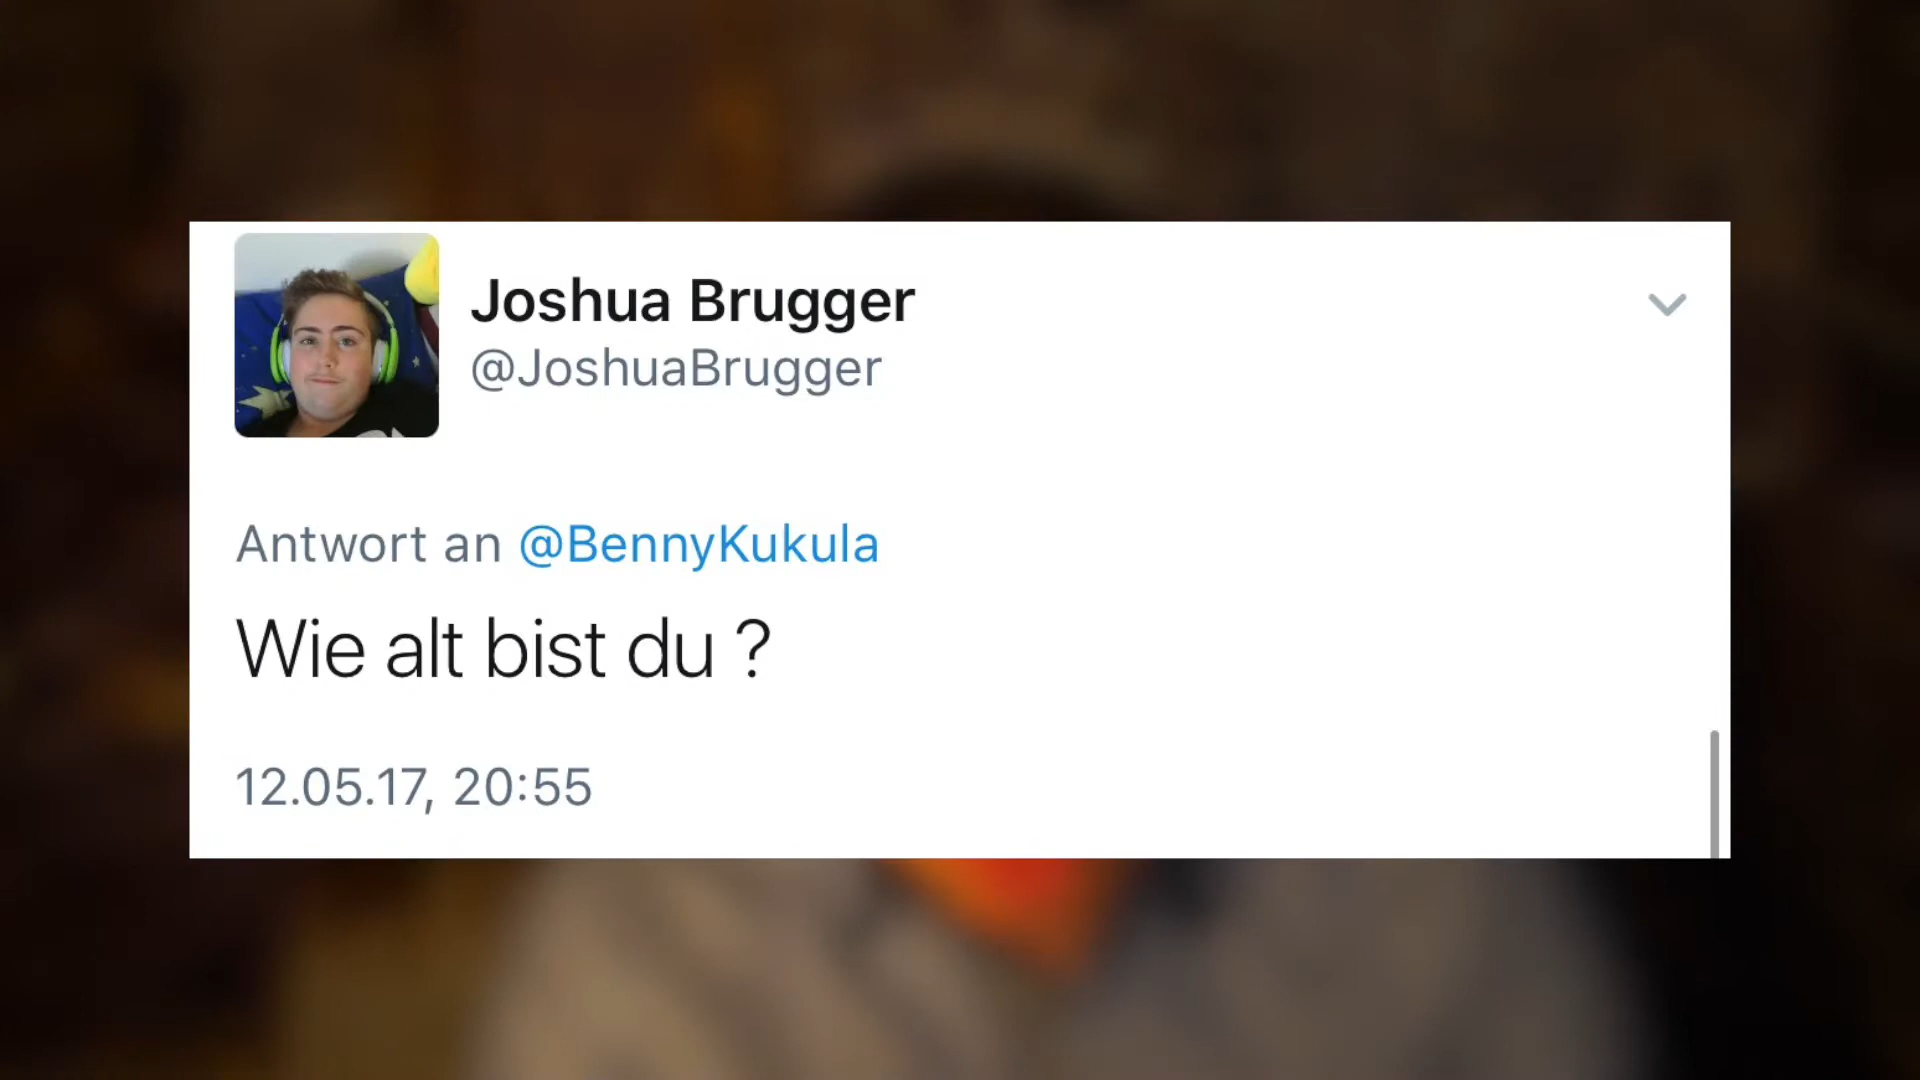 Joshua Brugger
@JoshuaBrugger
Antwort an @BennyKukula
Wie alt bist du ?
12.05.17, 20:55